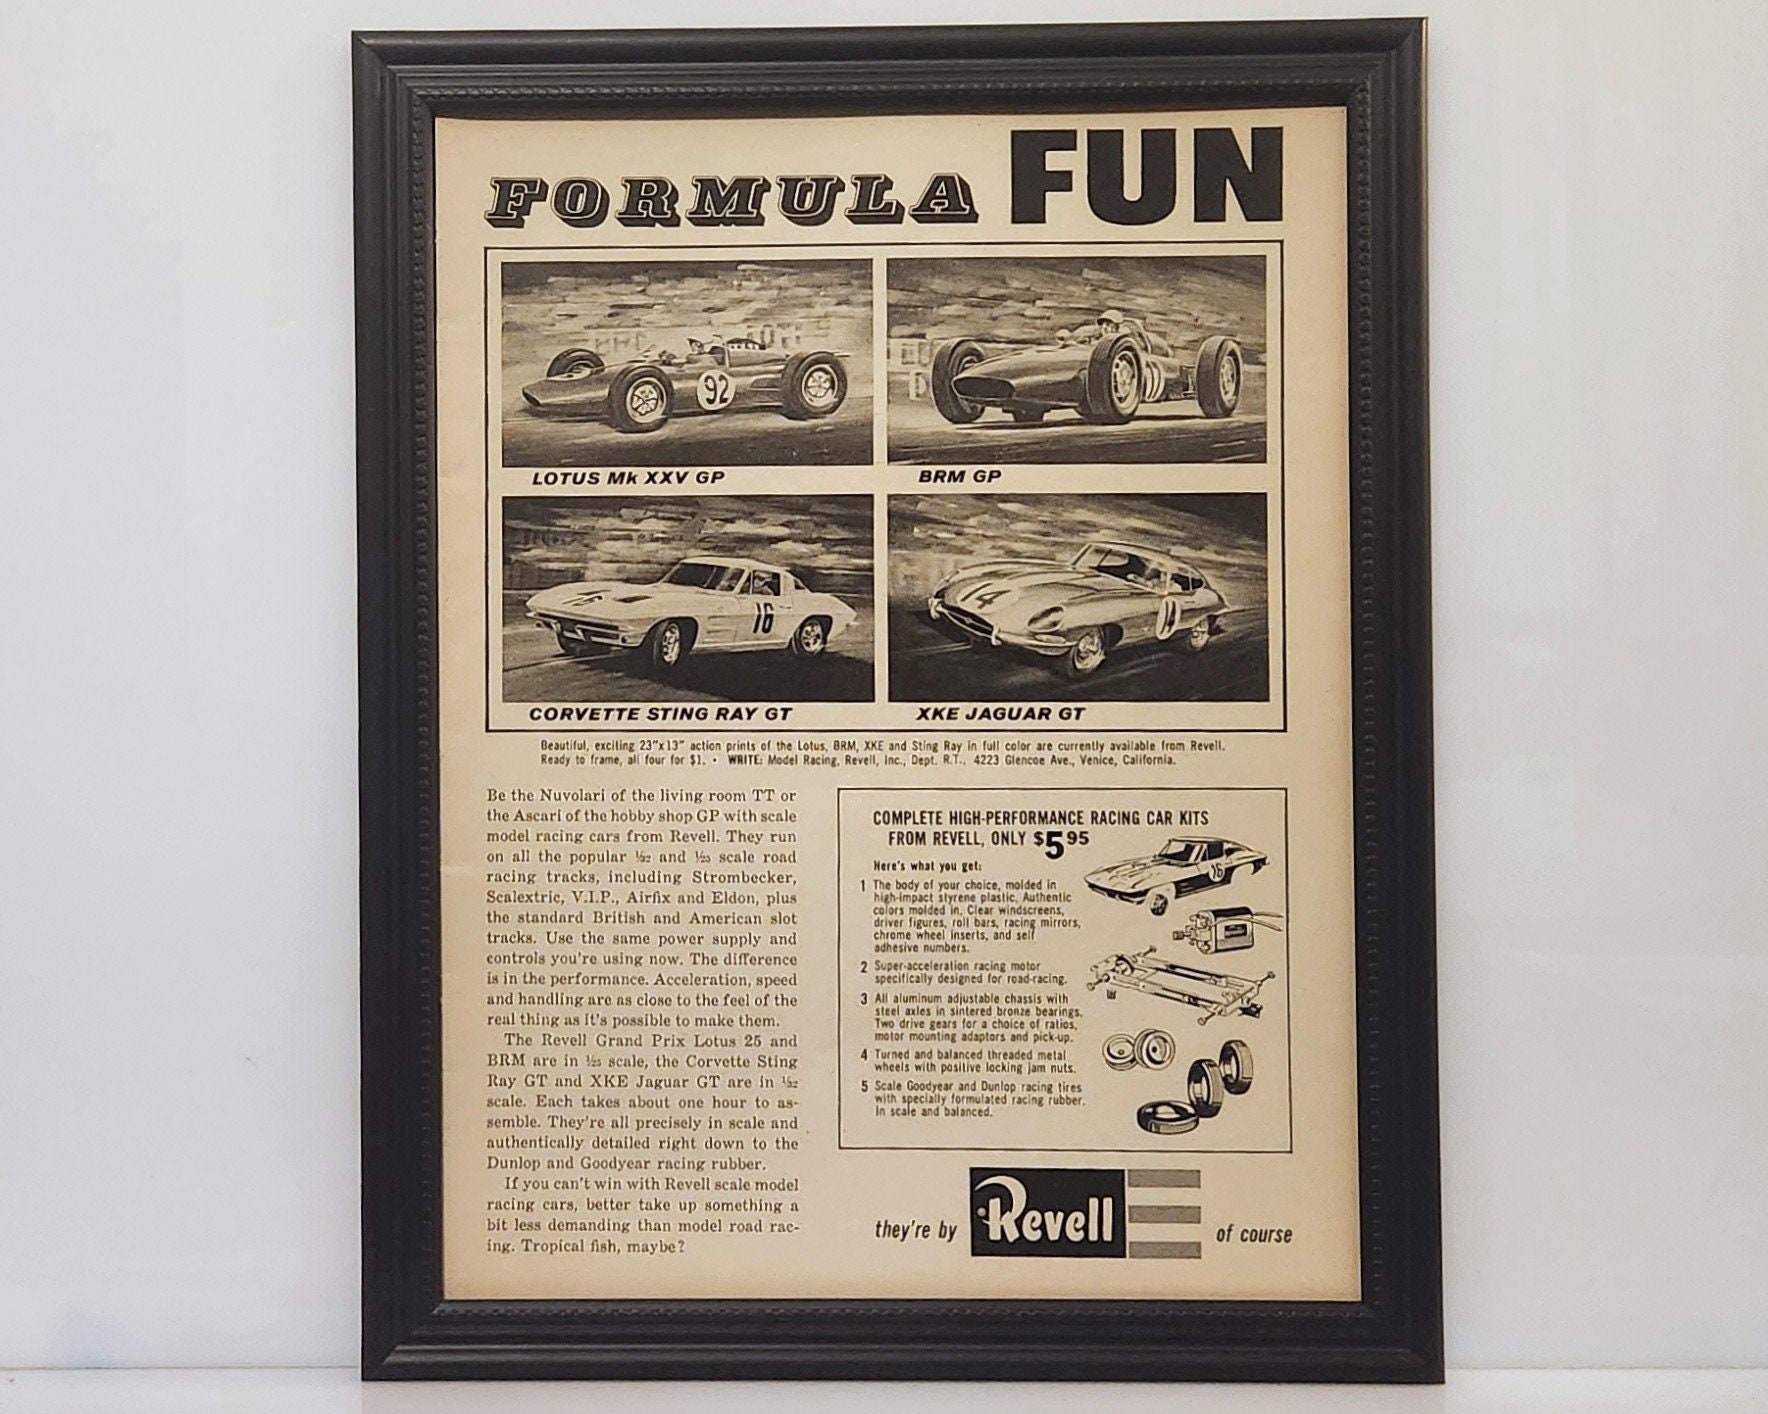 FORMULA FUN
92
11
LOTUS Mk XXV GP
BRM GP
16
16
14
14
CORVETTE STING RAY GT
XKE JAGUAR GT
Beautiful, exciting 23"x13" action prints of the Lotus, BRM, XKE and Sting Ray in full color are currently available from Revell.
Ready to frame, all four for $1. • WRITE: Model Racing, Revell, Inc., Dept. R.T., 4223 Glencoe Ave., Venice, California.
Be the Nuvolari of the living room TT or
the Ascari of the hobby shop GP with scale
model racing cars from Revell. They run
on all the popular 1/32 and 1/25 scale road
racing tracks, including Strombecker,
Scalextric, V.I.P., Airfix and Eldon, plus
the standard British and American slot
tracks. Use the same power supply and
controls you're using now. The difference
is in the performance. Acceleration, speed
and handling are as close to the feel of the
real thing as it's possible to make them.
The Revell Grand Prix Lotus 25 and
BRM are in 1/25 scale, the Corvette Sting
Ray GT and XKE Jaguar GT are in 1/32
scale. Each takes about one hour to as-
semble. They're all precisely in scale and
authentically detailed right down to the
Dunlop and Goodyear racing rubber.
If you can't win with Revell scale model
racing cars, better take up something a
bit less demanding than model road rac-
ing. Tropical fish, maybe?
COMPLETE HIGH-PERFORMANCE RACING CAR KITS
FROM REVELL, ONLY $5 95
Here's what you get:
1 The body of your choice, molded in
high-impact styrene plastic. Authentic
colors molded in. Clear windscreens,
driver figures, roll bars, racing mirrors,
chrome wheel inserts, and self
adhesive numbers.
2 Super-acceleration racing motor
specifically designed for road-racing.
3 All aluminum adjustable chassis with
steel axles in sintered bronze bearings.
Two drive gears for a choice of ratios,
motor mounting adaptors and pick-up.
4 Turned and balanced threaded metal
wheels with positive locking jam nuts.
5 Scale Goodyear and Dunlop racing tires
with specially formulated racing rubber.
In scale and balanced.
16
they're by Revell of course